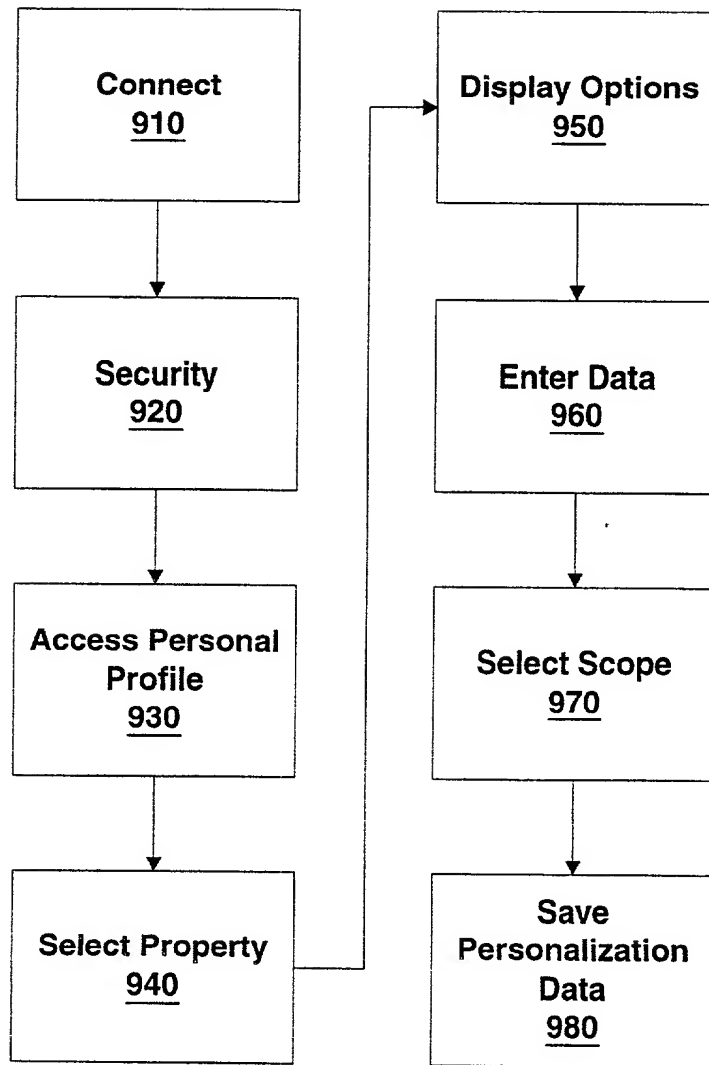 Connect
910
Security
920
Access Personal
Profile
930
Select Property
940
Display Options
950
Enter Data
960
Select Scope
970
Save
Personalization
Data
980